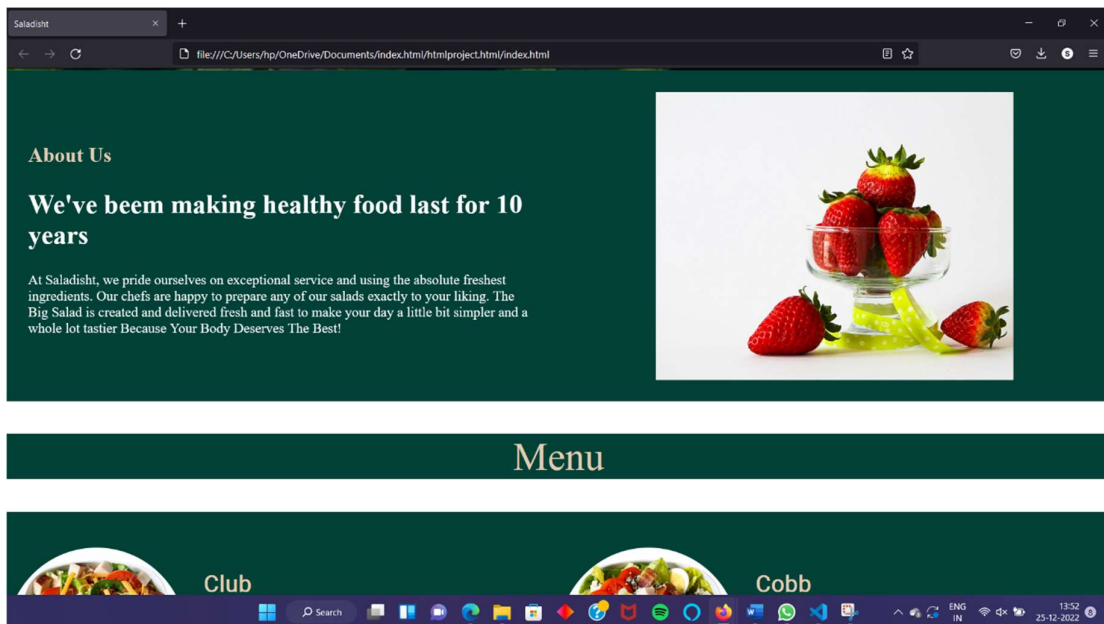 Saladisht
file:///C:/Users/hp/OneDrive/Documents/index.html/htmlproject.html/index.html
S
About Us
We've beem making healthy food last for 10
years
At Saladisht, we pride ourselves on exceptional service and using the absolute freshest
ingredients. Our chefs are happy to prepare any of our salads exactly to your liking. The
Big Salad is created and delivered fresh and fast to make your day a little bit simpler and a
whole lot tastier Because Your Body Deserves The Best!
Menu
Club
Cobb
Search
ENG
IN
13:52
25-12-2022